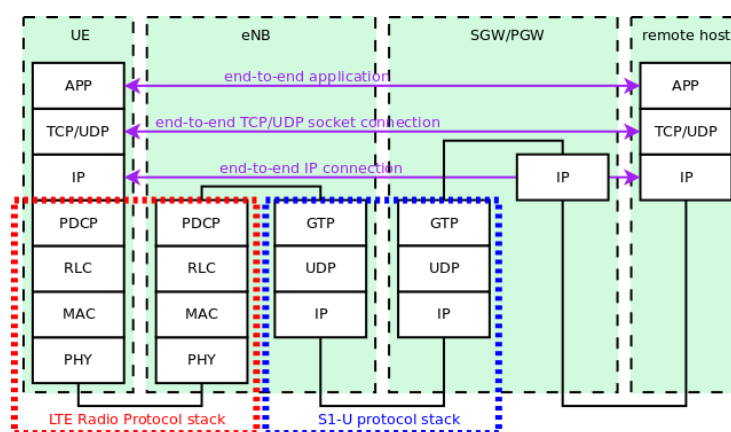 UE
eNB
SGW/PGW
remote host
APP
end-to-end application
APP
TCP/UDP
end-to-end TCP/UDP socket connection
TCP/UDP
IP
end-to-end IP connection
IP
IP
PDCP
PDCP
GTP
GTP
RLC
RLC
UDP
UDP
MAC
MAC
IP
IP
PHY
PHY
LTE Radio Protocol stack
S1-U protocol stack